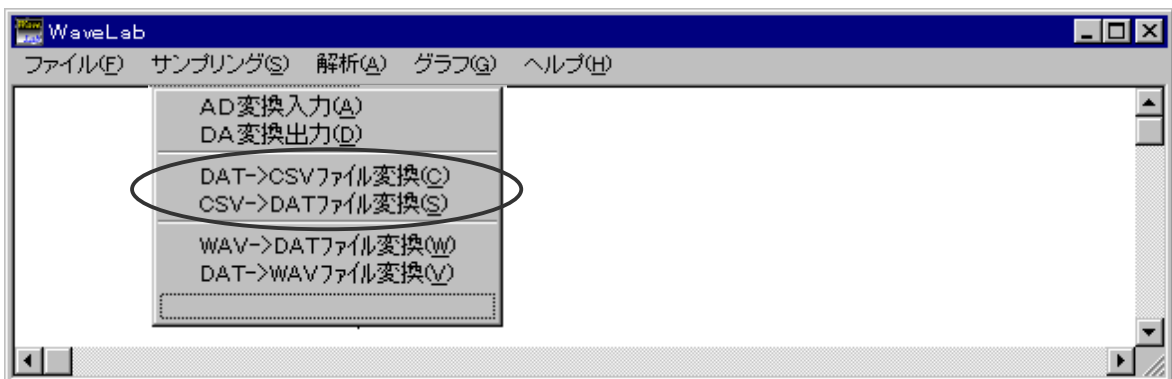 WaveLab
ファイル(F) サンプリング(S) 解析(A) グラフ(G) ヘルプ(H)
AD変換入力(A)
DA変換出力(D)
DAT->CSVファイル変換(C)
CSV->DATファイル変換(S)
WAV->DATファイル変換(W)
DAT->WAVファイル変換(V)